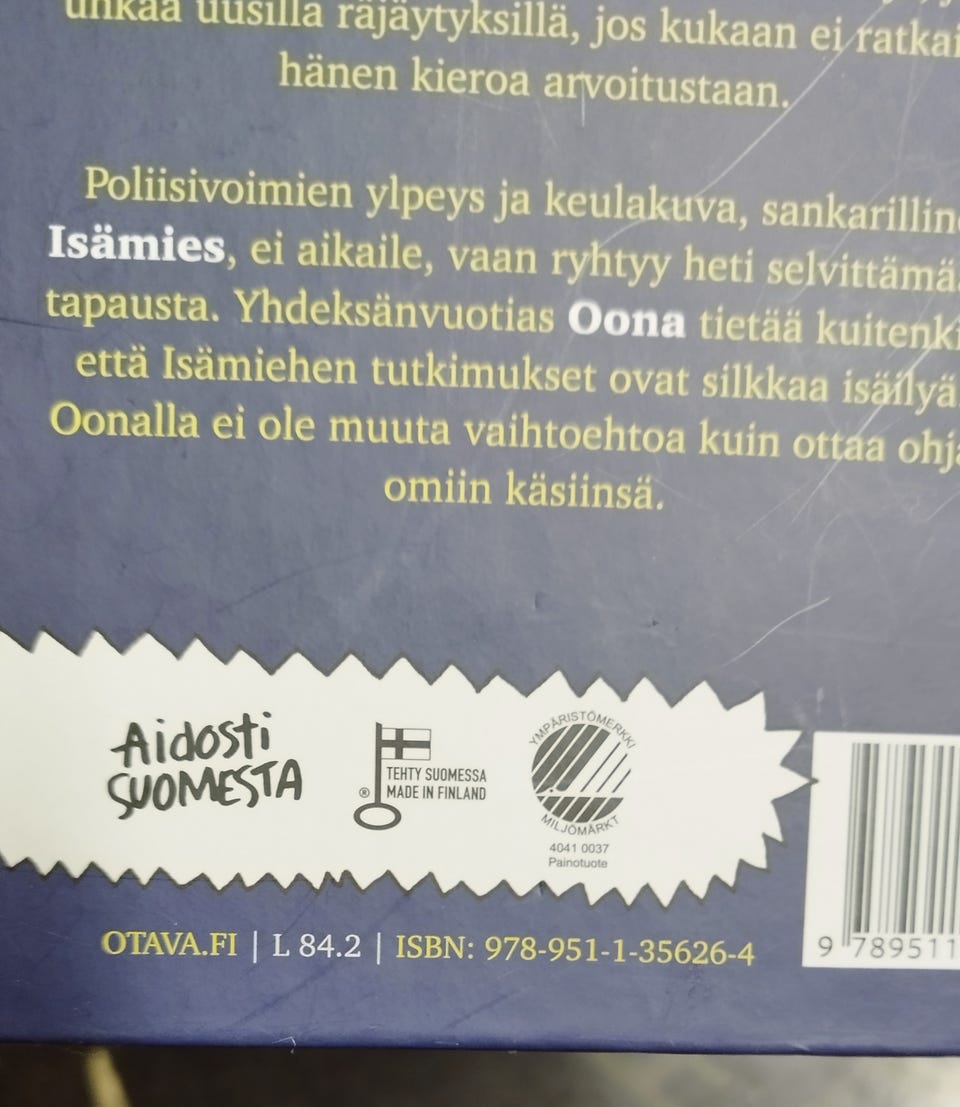 uhkaa uusilla räjäytyksillä, jos kukaan ei ratkai
hänen kieroa arvoitustaan.
Poliisivoimien ylpeys ja keulakuva, sankarillin
Isämies, ei aikaile, vaan ryhtyy heti selvittämä
tapausta. Yhdeksänvuotias Oona tietää kuitenki
että Isämiehen tutkimukset ovat silkkaa isäilyä.
Oonalla ei ole muuta vaihtoehtoa kuin ottaa ohja
omiin käsiinsä.
Aidosti
SUOMESTA
TEHTY SUOMESSA
® MADE IN FINLAND
YMPÄRISTÖMERKKI
MILJÖMÄRKT
4041 0037
Painotuote
OTAVA.FI | L 84.2 | ISBN: 978-951-1-35626-4
9 789511